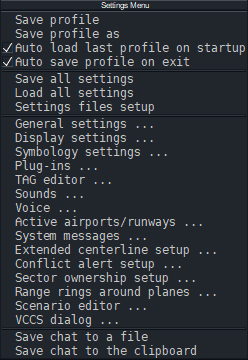 Settings Menu
Save profile
Save profile as
Auto load last profile on startup
Auto save profile on exit
Save all settings
Load all settings
Settings files setup
General settings ...
Display settings ...
Symbology settings ...
Plug-ins ...
TAG editor ...
Sounds ...
Voice ...
Active airports/runways ...
System messages ...
Extended centerline setup ...
Conflict alert setup ...
Sector ownership setup ...
Range rings around planes ...
Scenario editor ...
VCCS dialog ...
Save chat to a file
Save chat to the clipboard